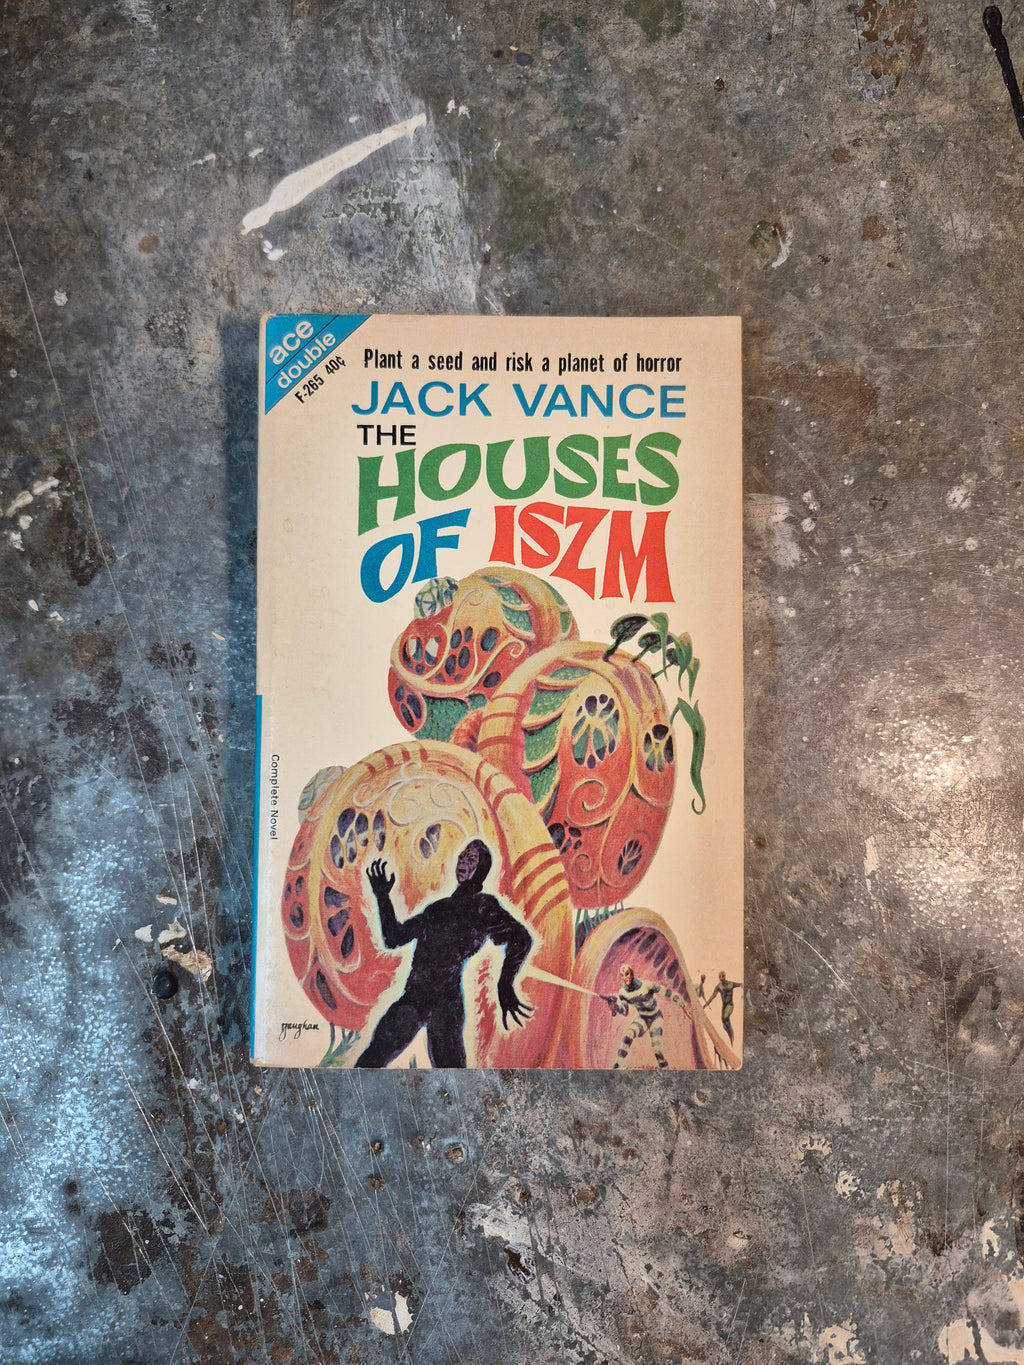 ace
double
F-265 40¢
Plant a seed and risk a planet of horror
JACK VANCE
THE
HOUSES
OF ISZM
Complete Novel
gaughan